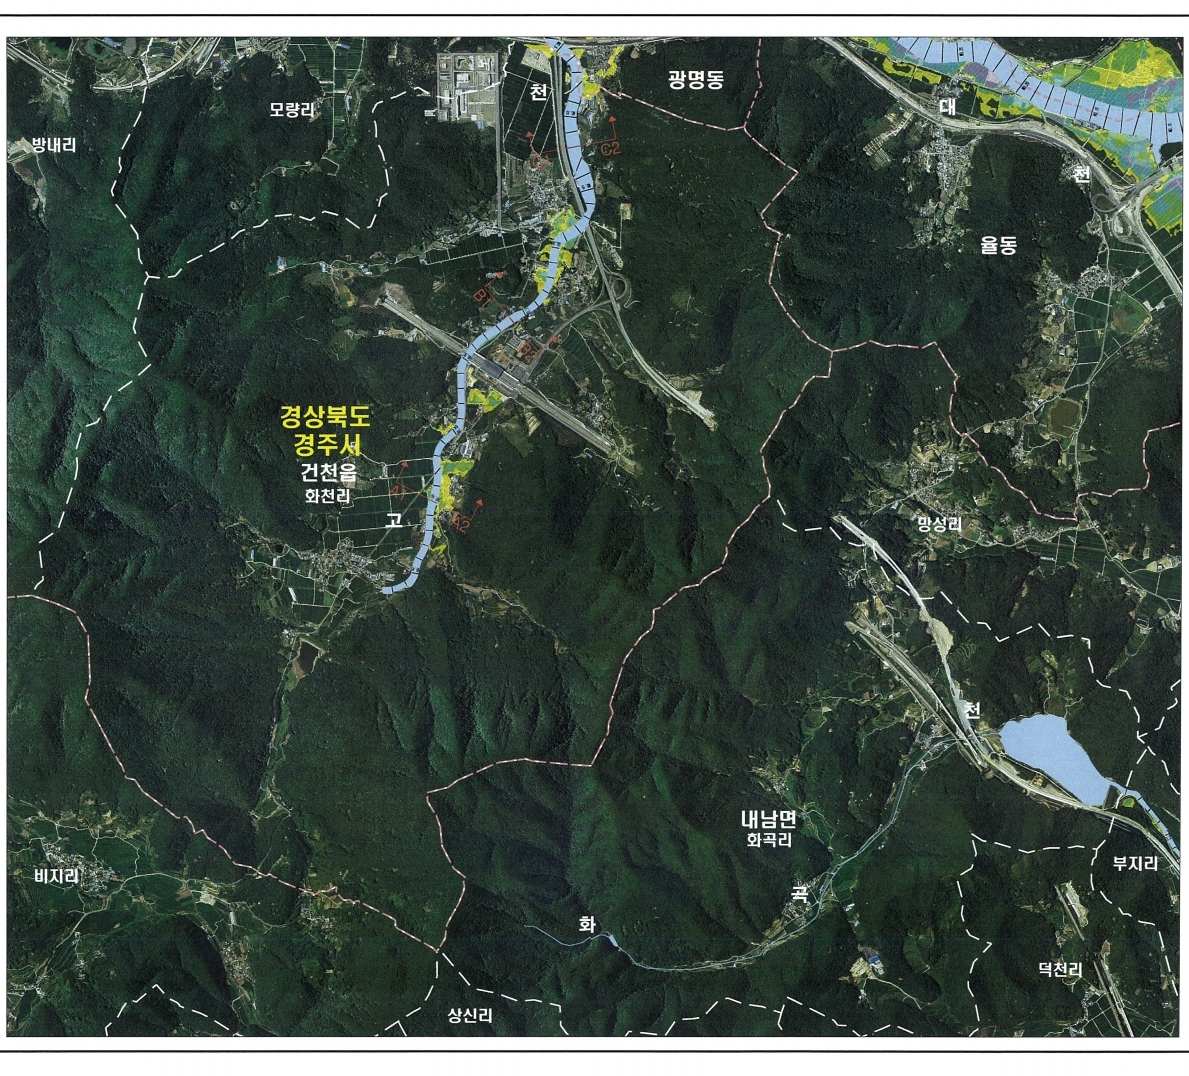 광명동
천
모량리
대
방내리
C1
C2
천
율동
B1
B2
경상북도
경주시
건천읍
화천리
A1
A2
고
망성리
천
내남면
화곡리
부지리
비지리
곡
화
덕천리
상신리